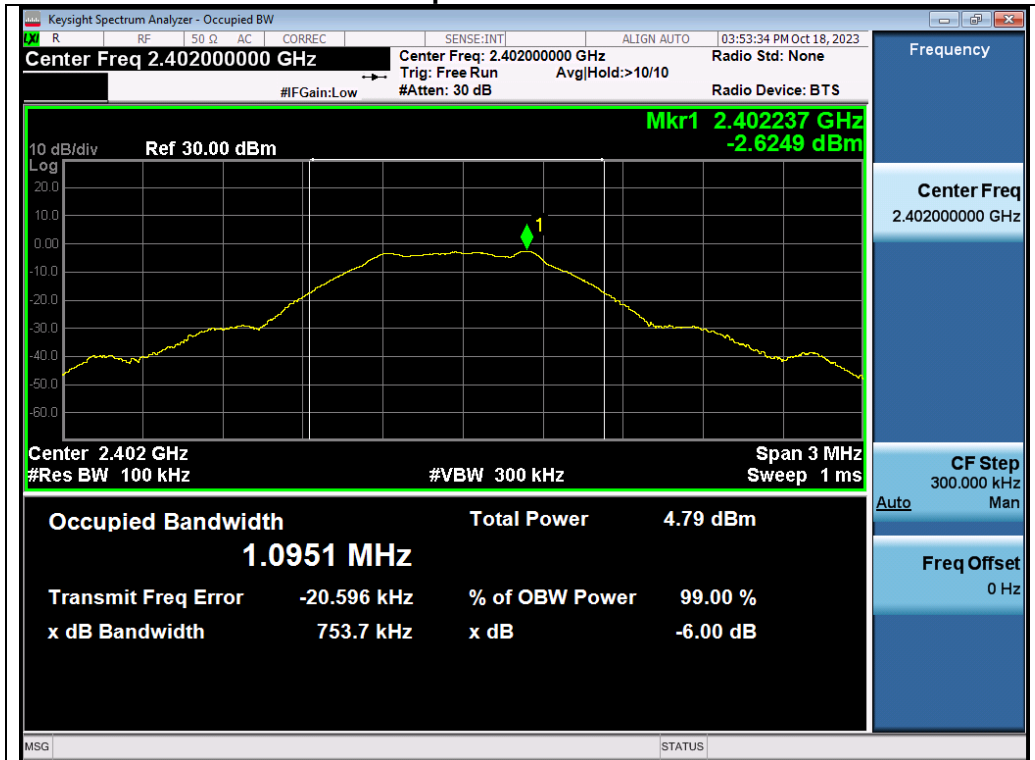 Keysight Spectrum Analyzer - Occupied BW
LXI R RF 50 Ω AC CORREC SENSE:INT ALIGN AUTO 03:53:34 PM Oct 18, 2023
Center Freq 2.402000000 GHz
Center Freq: 2.402000000 GHz Radio Std: None
Trig: Free Run Avg|Hold:>10/10
#IFGain:Low #Atten: 30 dB Radio Device: BTS
Frequency
Mkr1 2.402237 GHz
-2.6249 dBm
10 dB/div Ref 30.00 dBm
Log
20.0
10.0
0.00
-10.0
-20.0
-30.0
-40.0
-50.0
-60.0
1
Center 2.402 GHz Span 3 MHz
#Res BW 100 kHz #VBW 300 kHz Sweep 1 ms
Center Freq
2.402000000 GHz
CF Step
300.000 kHz
Auto Man
Freq Offset
0 Hz
Occupied Bandwidth Total Power 4.79 dBm
1.0951 MHz
Transmit Freq Error -20.596 kHz % of OBW Power 99.00 %
x dB Bandwidth 753.7 kHz x dB -6.00 dB
MSG STATUS